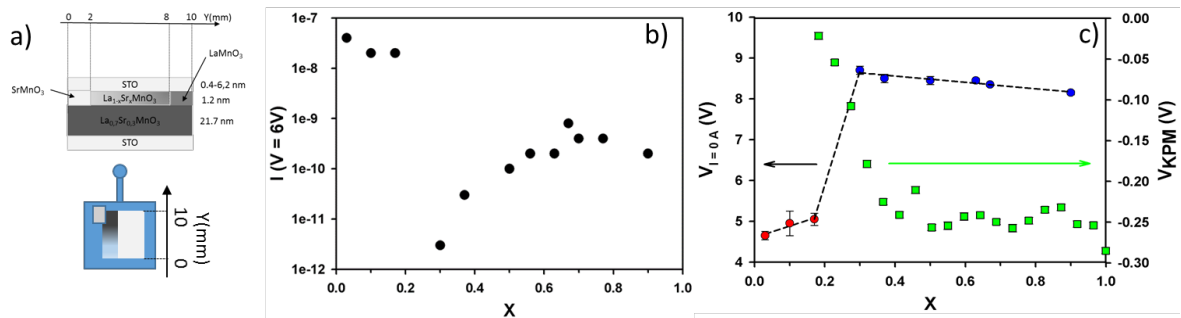 a)
0 2 8 10 Y(mm)
LaMnO3
STO
0.4-6,2 nm
SrMnO3
La1-xSrxMnO3
1.2 nm
La0,7Sr0,3MnO3
21.7 nm
STO
10
Y(mm)
0
b)
I (V = 6V)
1e-7
1e-8
1e-9
1e-10
1e-11
1e-12
0.0 0.2 0.4 0.6 0.8 1.0
X
c)
VI = 0 A (V)
10
9
8
7
6
5
4
0.0 0.2 0.4 0.6 0.8 1.0
X
0.00
-0.05
-0.10
-0.15
-0.20
-0.25
-0.30
VKPM (V)